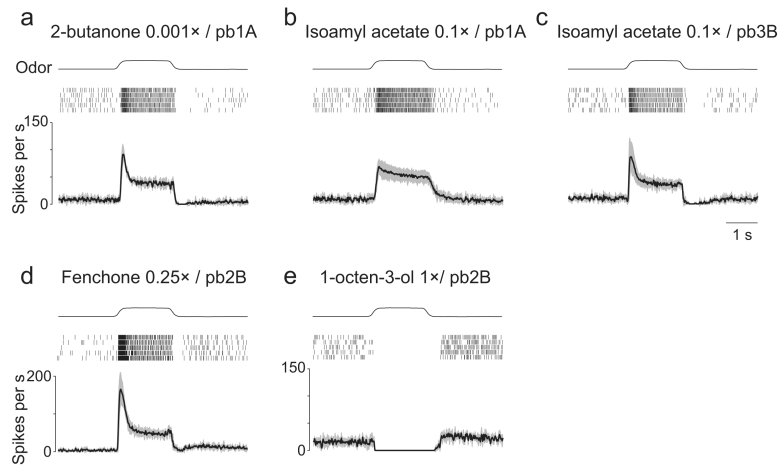 a 2-butanone 0.001× / pb1A
b Isoamyl acetate 0.1× / pb1A
c Isoamyl acetate 0.1× / pb3B
Odor
150
Spikes per s
0
1 s
d Fenchone 0.25× / pb2B
e 1-octen-3-ol 1×/ pb2B
200
Spikes per s
0
150
0